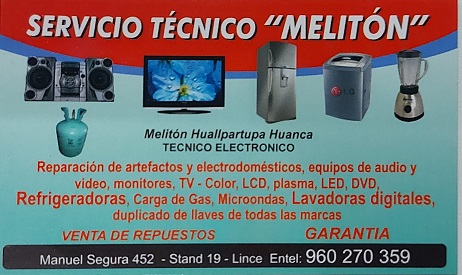 SERVICIO TÉCNICO "MELITÓN"
LG
Melitón Huallpartupa Huanca
TECNICO ELECTRONICO
Reparación de artefactos y electrodomésticos, equipos de audio y
video, monitores, TV - Color, LCD, plasma, LED, DVD,
Refrigeradoras, Carga de Gas, Microondas, Lavadoras digitales,
duplicado de llaves de todas las marcas
VENTA DE REPUESTOS GARANTIA
Manuel Segura 452 - Stand 19 - Lince Entel: 960 270 359